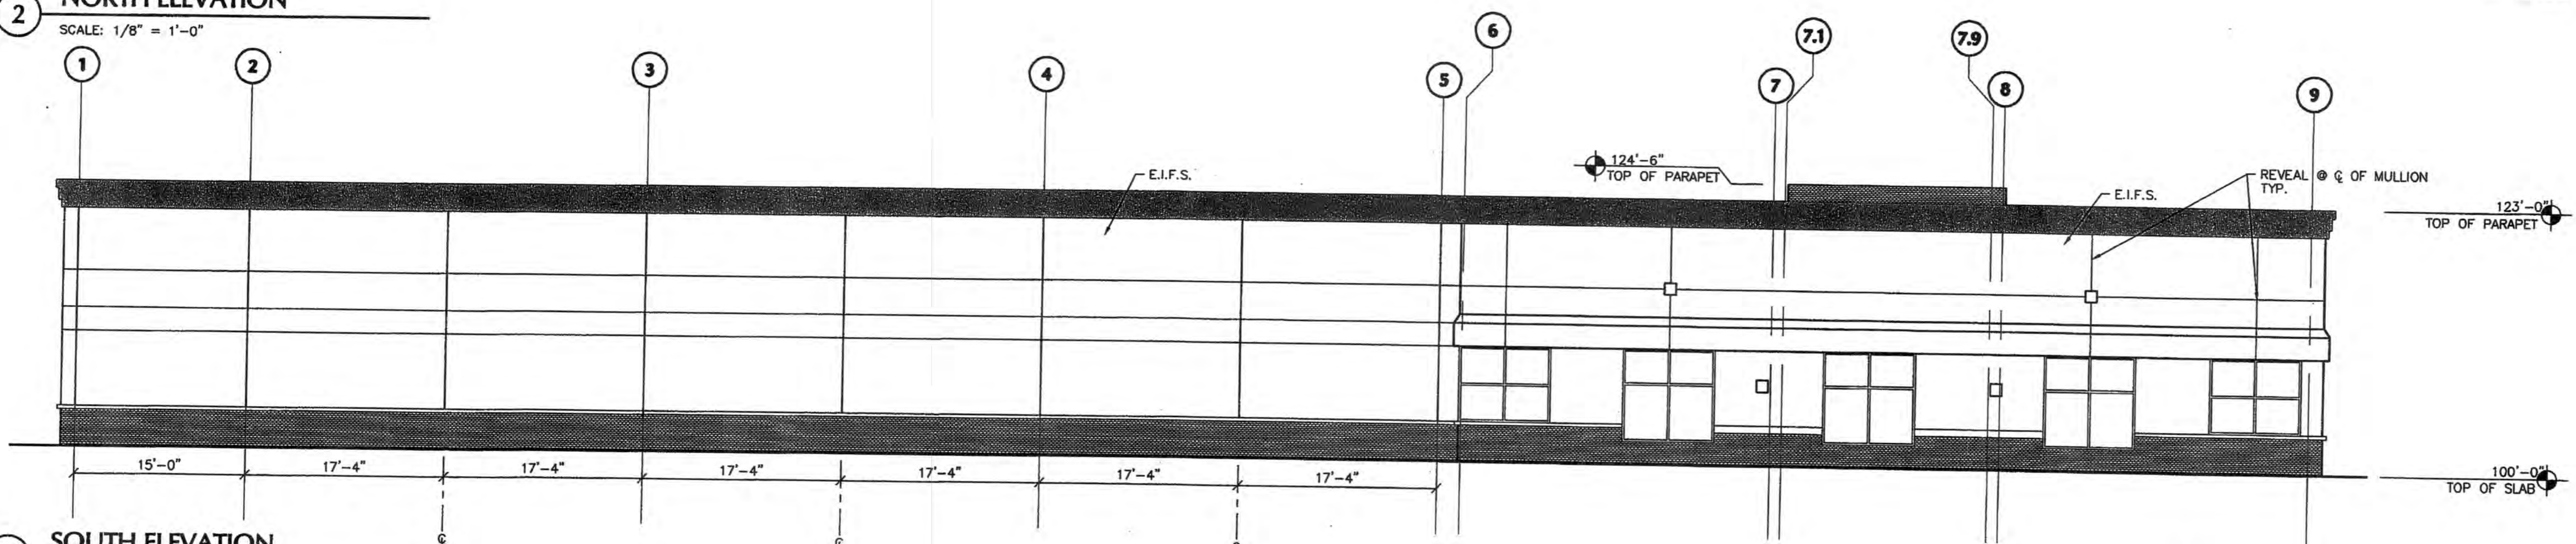 2 NORTH ELEVATION
SCALE: 1/8" = 1'-0"
1
2
3
4
5
6
7
7.1
7.9
8
9
E.I.F.S.
124'-6"
TOP OF PARAPET
E.I.F.S.
REVEAL @ ℄ OF MULLION
TYP.
123'-0"
TOP OF PARAPET
15'-0"
17'-4"
17'-4"
17'-4"
17'-4"
17'-4"
17'-4"
100'-0"
TOP OF SLAB
SOUTH ELEVATION
℄
℄